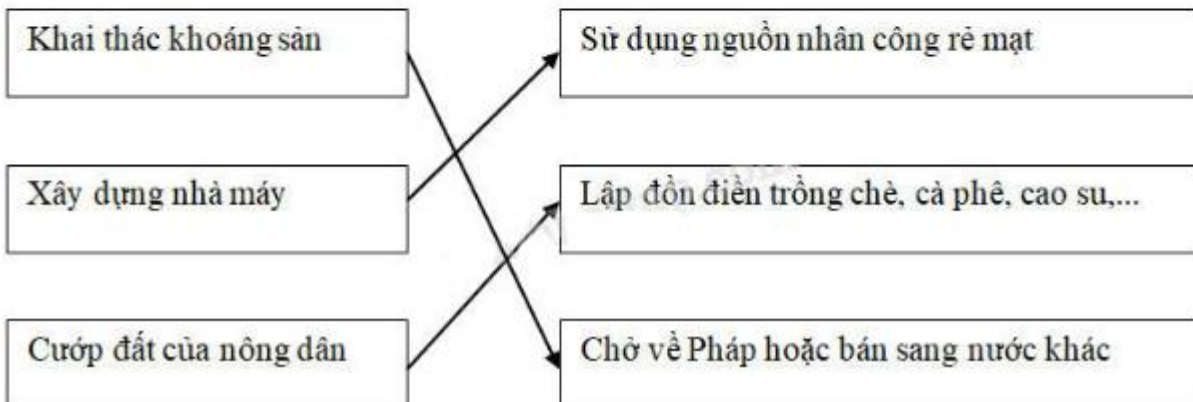 Khai thác khoáng sản
Sử dụng nguồn nhân công rẻ mạt
Xây dựng nhà máy
Lập đồn điền trồng chè, cà phê, cao su,...
Cướp đất của nông dân
Chở về Pháp hoặc bán sang nước khác